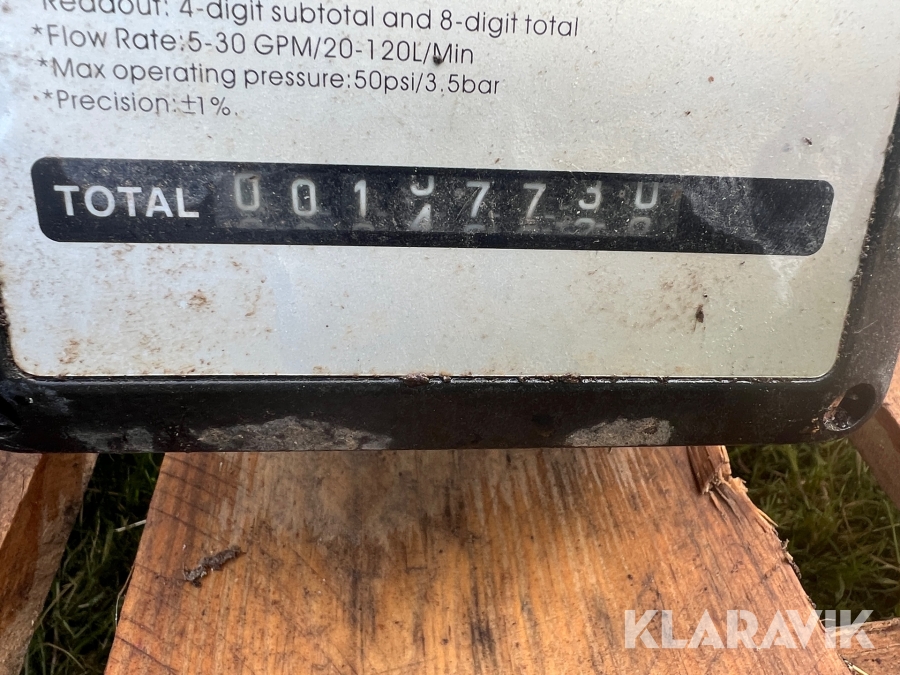 Readout: 4-digit subtotal and 8-digit total
*Flow Rate:5-30 GPM/20-120L/Min
*Max operating pressure:50psi/3.5bar
*Precision:±1%.
TOTAL
KLARAVIK